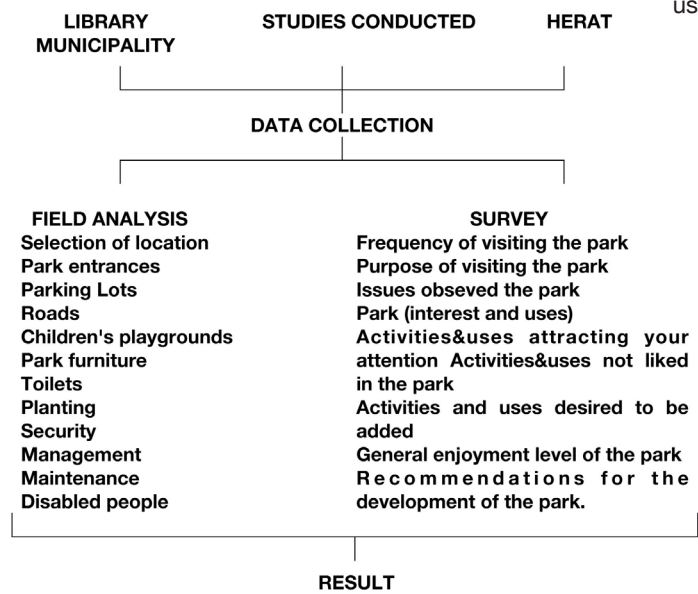 us
LIBRARY STUDIES CONDUCTED HERAT
MUNICIPALITY
DATA COLLECTION
FIELD ANALYSIS
Selection of location
Park entrances
Parking Lots
Roads
Children's playgrounds
Park furniture
Toilets
Planting
Security
Management
Maintenance
Disabled people
SURVEY
Frequency of visiting the park
Purpose of visiting the park
Issues obseved the park
Park (interest and uses)
Activities&uses attracting your
attention Activities&uses not liked
in the park
Activities and uses desired to be
added
General enjoyment level of the park
Recommendations for the
development of the park.
RESULT